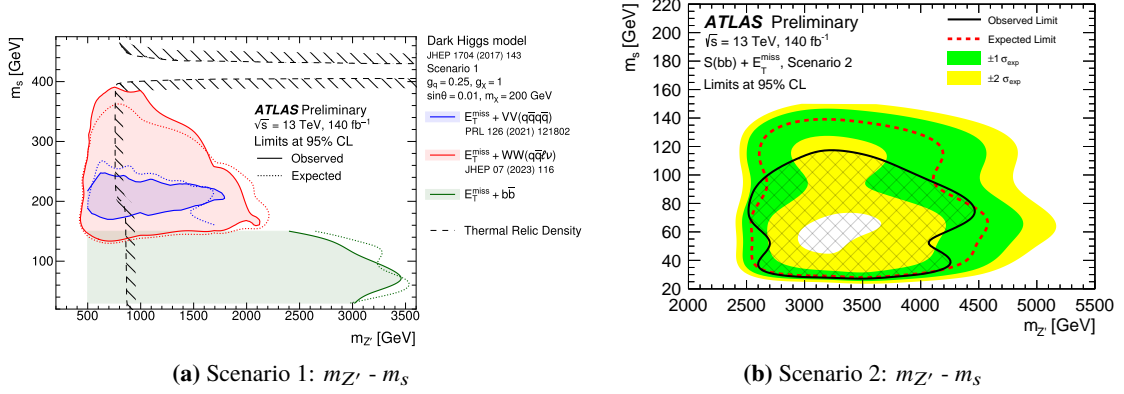 500
450
400
300
200
100
m_s [GeV]
500 1000 1500 2000 2500 3000 3500
m_Z' [GeV]
ATLAS Preliminary
√s = 13 TeV, 140 fb⁻¹
Limits at 95% CL
Observed
Expected
Dark Higgs model
JHEP 1704 (2017) 143
Scenario 1
g_q = 0.25, g_χ = 1
sinθ = 0.01, m_χ = 200 GeV
E_T^miss + VV(qq̄qq̄)
PRL 126 (2021) 121802
E_T^miss + WW(qq̄ℓν)
JHEP 07 (2023) 116
E_T^miss + bb̄
Thermal Relic Density
(a) Scenario 1: m_Z' - m_s
m_s [GeV]
220
200
180
160
140
120
100
80
60
40
20
2000 2500 3000 3500 4000 4500 5000 5500
m_Z' [GeV]
ATLAS Preliminary
√s = 13 TeV, 140 fb⁻¹
S(bb) + E_T^miss, Scenario 2
Limits at 95% CL
Observed Limit
Expected Limit
±1 σ_exp
±2 σ_exp
(b) Scenario 2: m_Z' - m_s